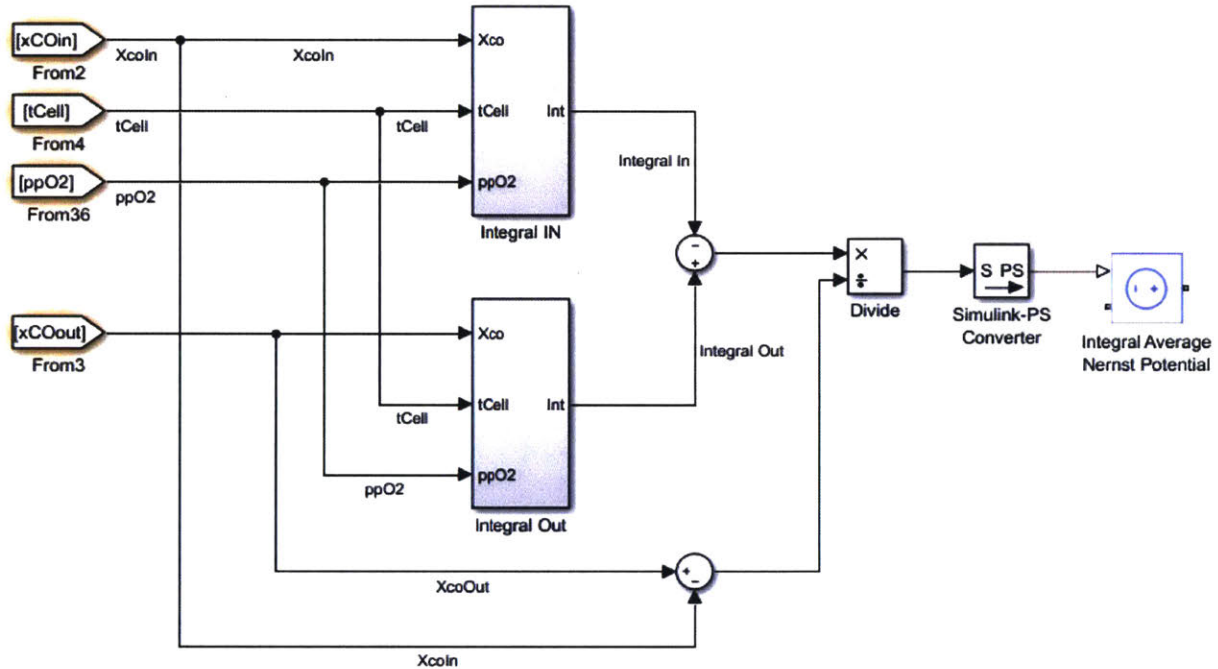 [xCOin]
From2
XcoIn
XcoIn
Xco
[tCell]
From4
tCell
tCell
tCell
Int
[ppO2]
From36
ppO2
ppO2
Integral IN
Integral In
-
+
×
÷
Divide
S PS
Simulink-PS
Converter
- +
Integral Average
Nernst Potential
[xCOout]
From3
Xco
Integral Out
tCell
tCell
Int
ppO2
ppO2
Integral Out
XcoOut
+
-
XcoIn